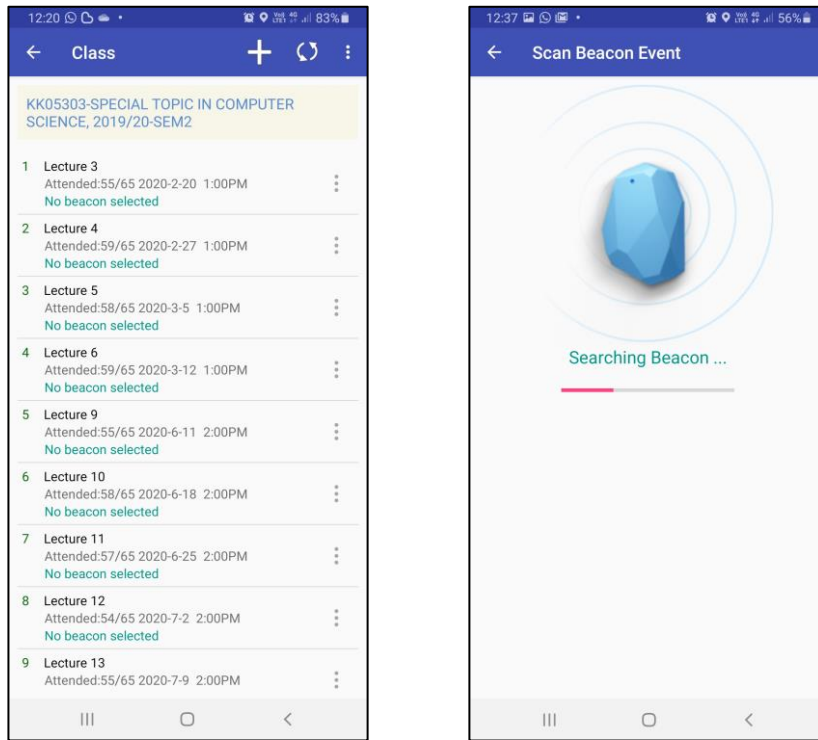 12:20
83%
Class
KK05303-SPECIAL TOPIC IN COMPUTER
SCIENCE, 2019/20-SEM2
1 Lecture 3
Attended:55/65 2020-2-20 1:00PM
No beacon selected
2 Lecture 4
Attended:59/65 2020-2-27 1:00PM
No beacon selected
3 Lecture 5
Attended:58/65 2020-3-5 1:00PM
No beacon selected
4 Lecture 6
Attended:59/65 2020-3-12 1:00PM
No beacon selected
5 Lecture 9
Attended:55/65 2020-6-11 2:00PM
No beacon selected
6 Lecture 10
Attended:58/65 2020-6-18 2:00PM
No beacon selected
7 Lecture 11
Attended:57/65 2020-6-25 2:00PM
No beacon selected
8 Lecture 12
Attended:54/65 2020-7-2 2:00PM
No beacon selected
9 Lecture 13
Attended:55/65 2020-7-9 2:00PM
12:37
56%
Scan Beacon Event
Searching Beacon ...